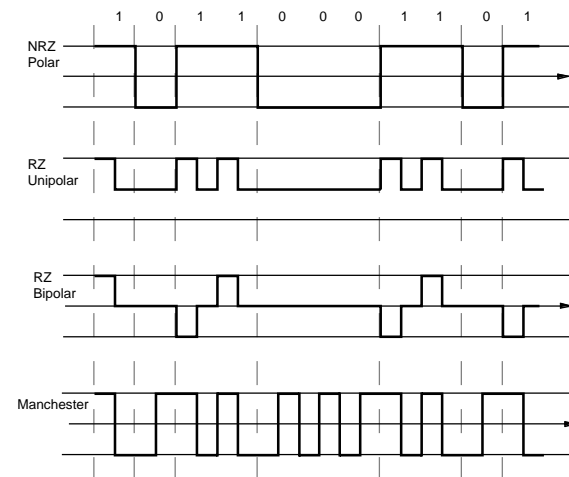 1 0 1 1 0 0 0 1 1 0 1
NRZ
Polar
RZ
Unipolar
RZ
Bipolar
Manchester